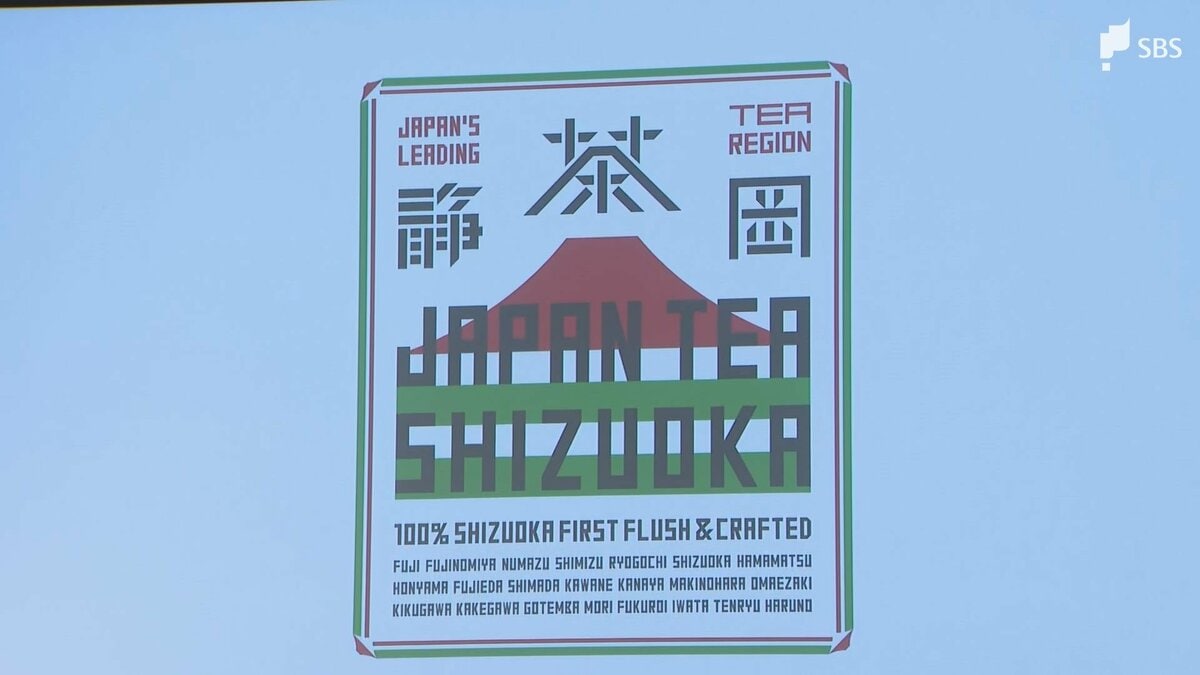 SBS
JAPAN'S
LEADING
茶
TEA
REGION
静
岡
JAPAN TEA
SHIZUOKA
100% SHIZUOKA FIRST FLUSH & CRAFTED
FUJI FUJINOMIYA NUMAZU SHIMIZU RYOGOCHI SHIZUOKA HAMAMATSU
HONYAMA FUJIEDA SHIMADA KAWANE KANAYA MAKINOHARA OMAEZAKI
KIKUGAWA KAKEGAWA GOTEMBA MORI FUKUROI IWATA TENRYU HARUNO